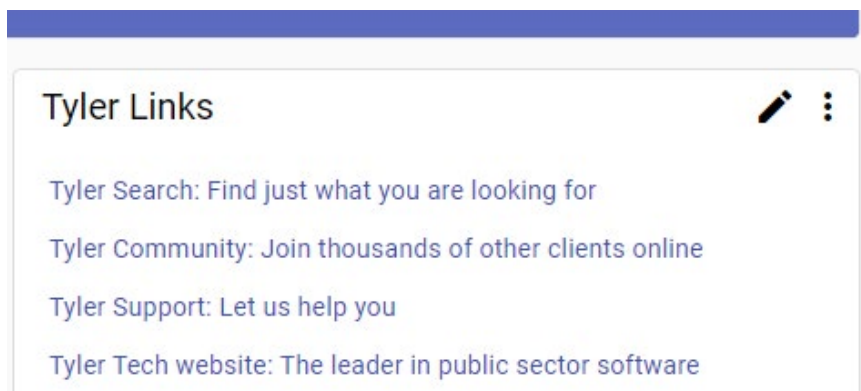 Tyler Links
Tyler Search: Find just what you are looking for
Tyler Community: Join thousands of other clients online
Tyler Support: Let us help you
Tyler Tech website: The leader in public sector software